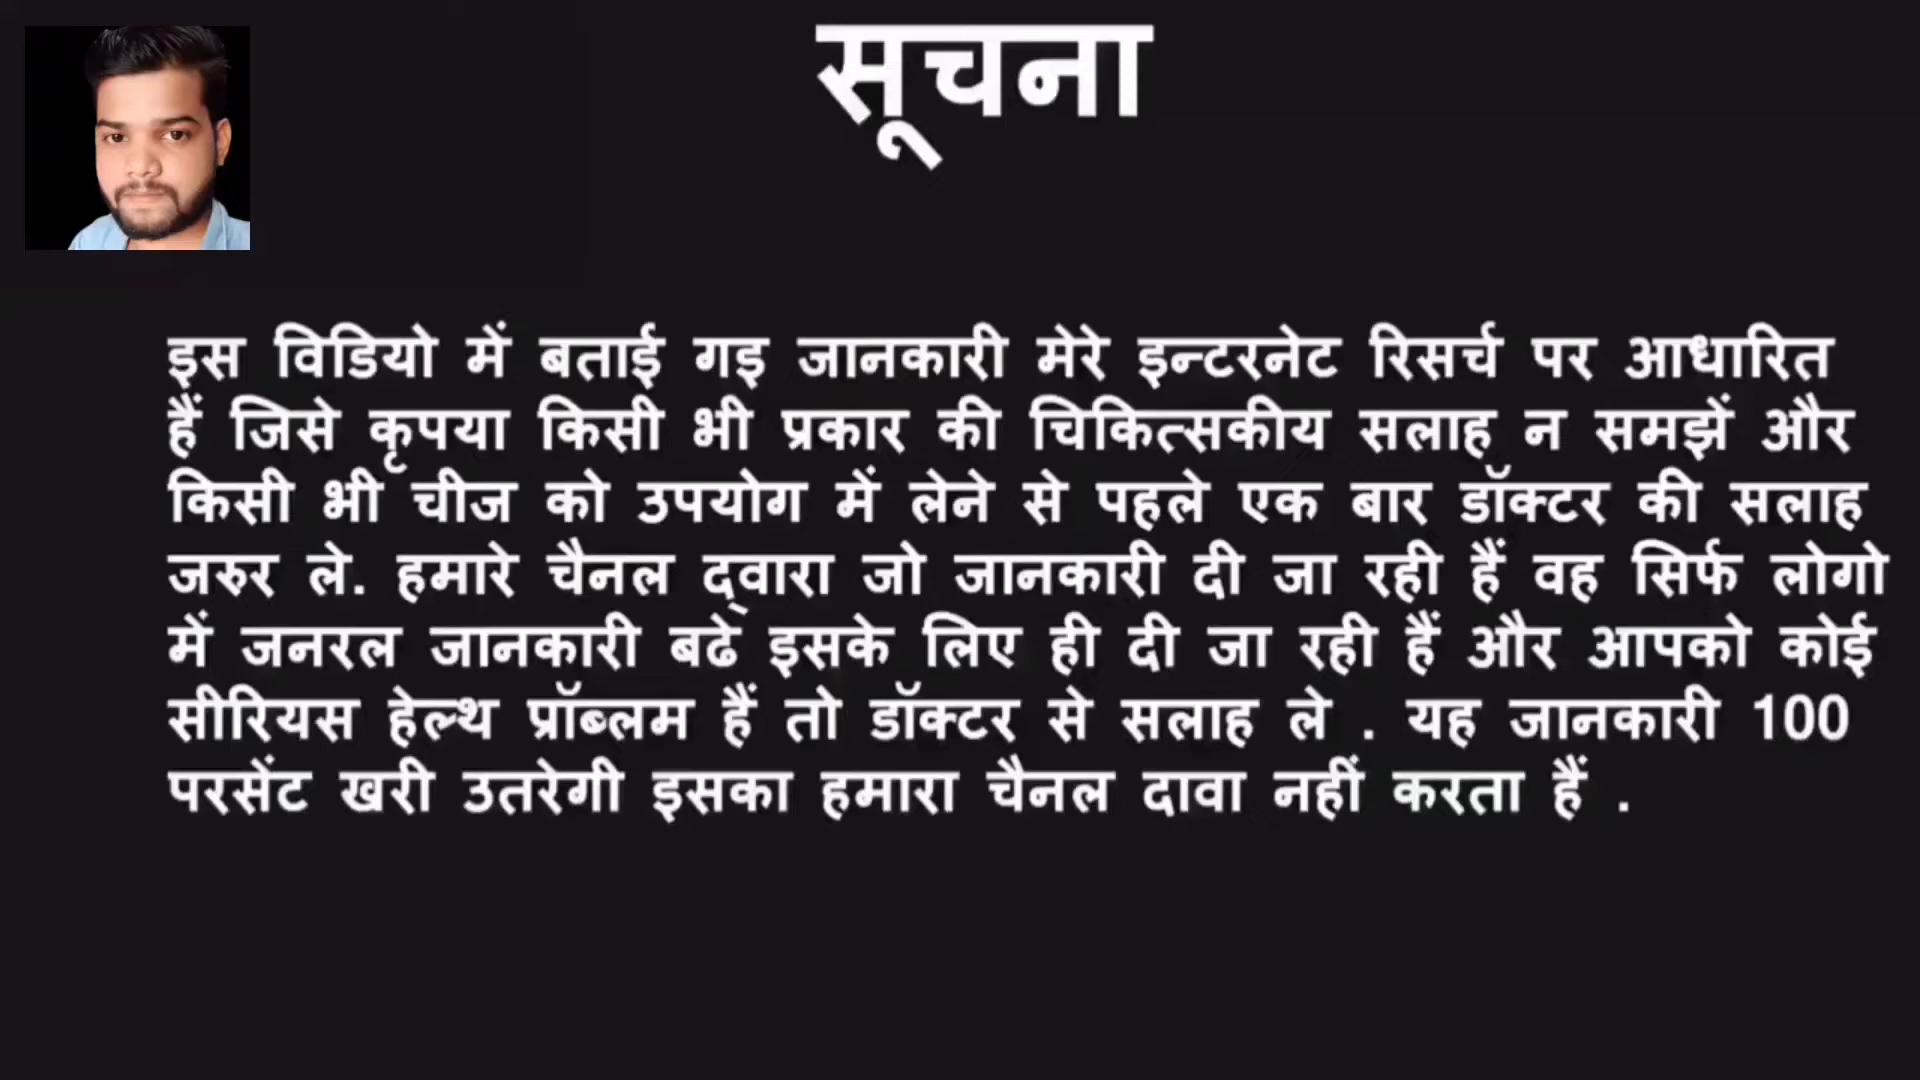 सूचना
इस विडियो में बताई गइ जानकारी मेरे इन्टरनेट रिसर्च पर आधारित
हैं जिसे कृपया किसी भी प्रकार की चिकित्सकीय सलाह न समझें और
किसी भी चीज को उपयोग में लेने से पहले एक बार डॉक्टर की सलाह
जरुर ले. हमारे चैनल द्वारा जो जानकारी दी जा रही हैं वह सिर्फ लोगो
में जनरल जानकारी बढे इसके लिए ही दी जा रही हैं और आपको कोई
सीरियस हेल्थ प्रॉब्लम हैं तो डॉक्टर से सलाह ले . यह जानकारी 100
परसेंट खरी उतरेगी इसका हमारा चैनल दावा नहीं करता हैं .